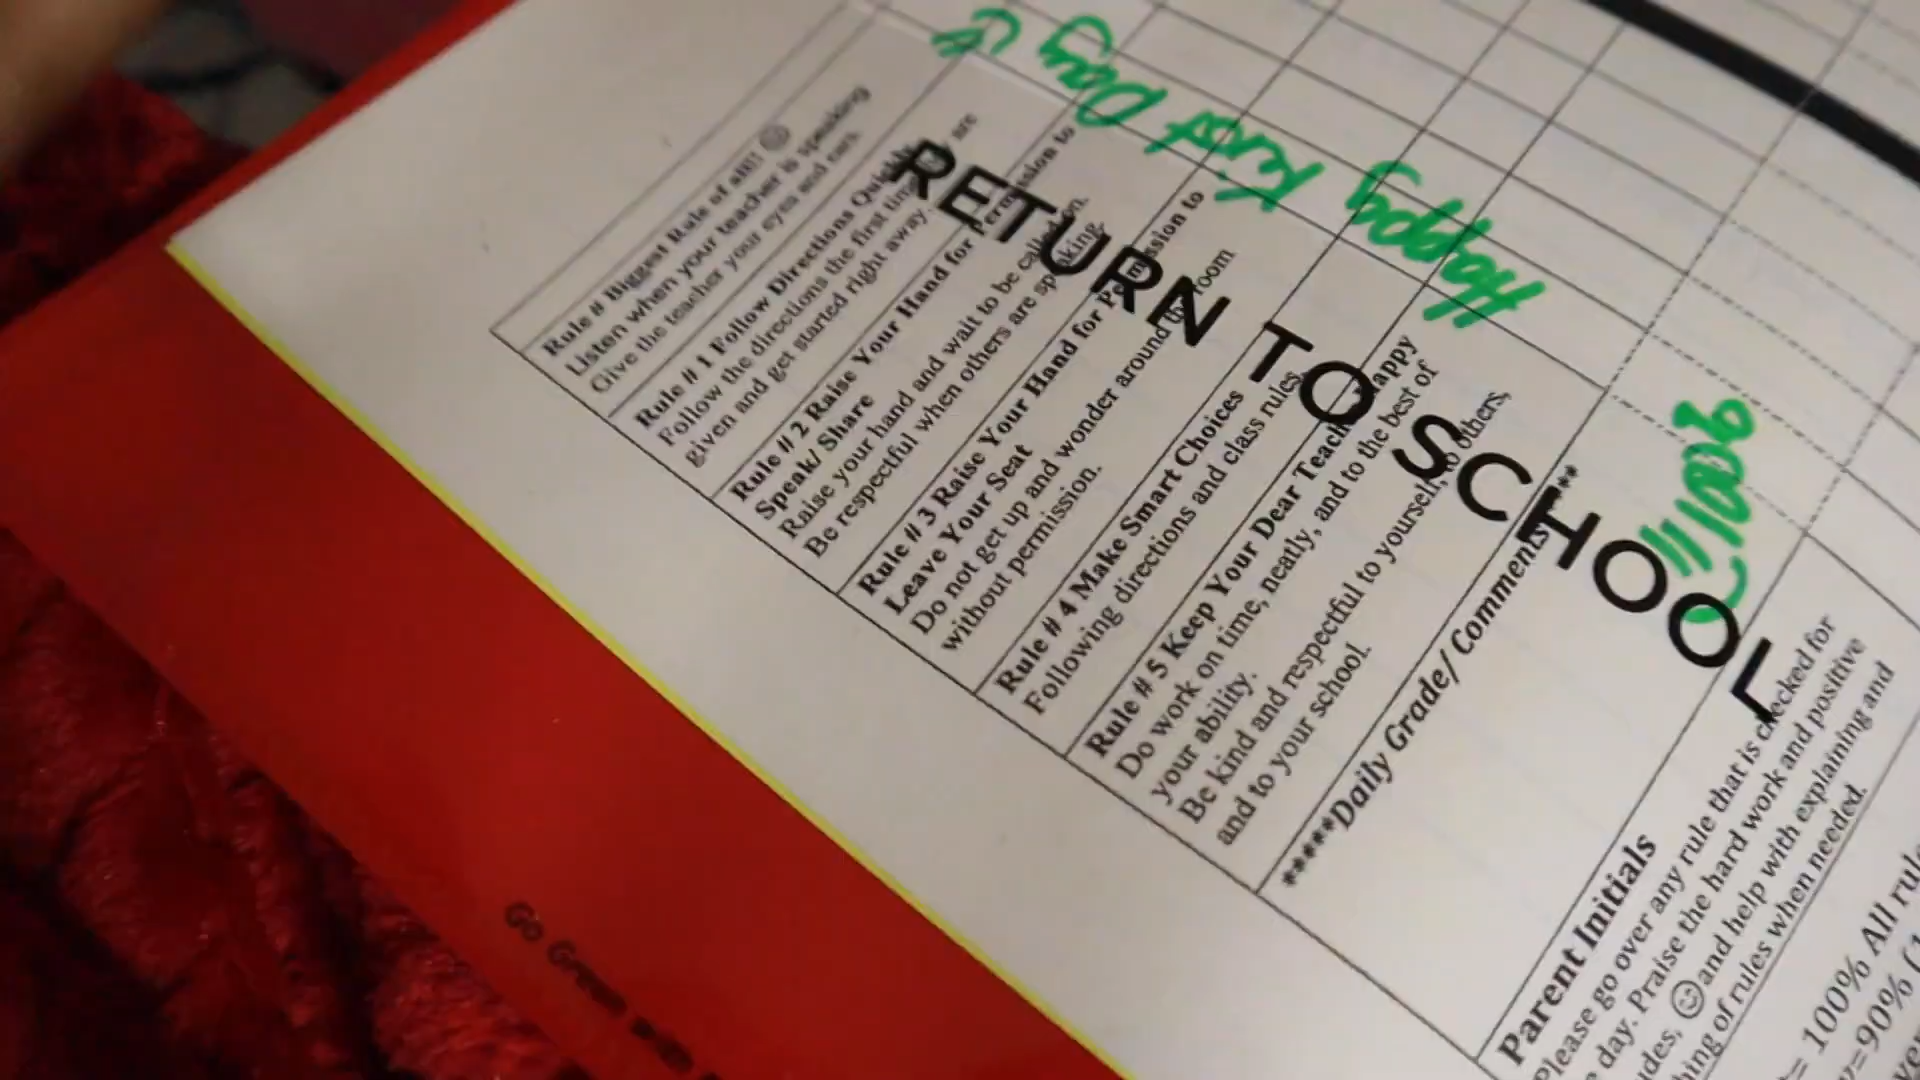 Rule # Biggest Rule of all!! ☺
Listen when your teacher is speaking
Give the teacher your eyes and ears.
Rule # 1 Follow Directions Quickly
Follow the directions the first time are
given and get started right away.
Rule # 2 Raise Your Hand for Permission to
Speak/ Share
Raise your hand and wait to be called on.
Be respectful when others are speaking.
Rule # 3 Raise Your Hand for Permission to
Leave Your Seat
Do not get up and wonder around the room
without permission.
Rule # 4 Make Smart Choices
Following directions and class rules.
Rule # 5 Keep Your Dear Teacher Happy
Do work on time, neatly, and to the best of
your ability.
Be kind and respectful to yourself, to others,
and to your school.
*****Daily Grade/ Comments*****
Parent Initials
Please go over any rule that is checked for
day. Praise the hard work and positive
☺ and help with explaining and
of rules when needed.
= 100% All
=90%
RETURN TO SCHOOL
Happy First Day
100%
Go Green with